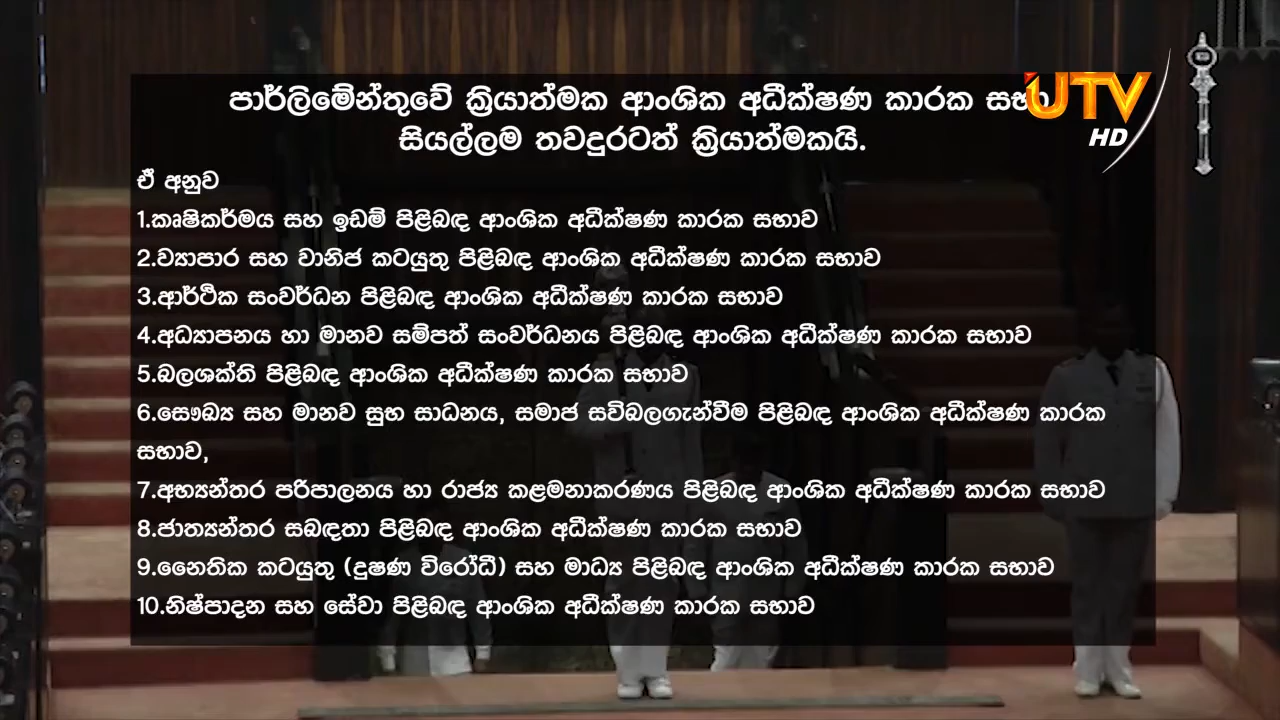 පාර්ලිමේන්තුවේ ක්‍රියාත්මක ආංශික අධීක්ෂණ කාරක සභා
සියල්ලම තවදුරටත් ක්‍රියාත්මකයි.
UTV
HD
ඒ අනුව
1.කෘෂිකර්මය සහ ඉඩම් පිළිබඳ ආංශික අධීක්ෂණ කාරක සභාව
2.ව්‍යාපාර සහ වානිජ කටයුතු පිළිබඳ ආංශික අධීක්ෂණ කාරක සභාව
3.ආර්ථික සංවර්ධන පිළිබඳ ආංශික අධීක්ෂණ කාරක සභාව
4.අධ්‍යාපනය හා මානව සම්පත් සංවර්ධනය පිළිබඳ ආංශික අධීක්ෂණ කාරක සභාව
5.බලශක්ති පිළිබඳ ආංශික අධීක්ෂණ කාරක සභාව
6.සෞඛ්‍ය සහ මානව සුභ සාධනය, සමාජ සවිබලගැන්වීම පිළිබඳ ආංශික අධීක්ෂණ කාරක
සභාව,
7.අභ්‍යන්තර පරිපාලනය හා රාජ්‍ය කළමනාකරණය පිළිබඳ ආංශික අධීක්ෂණ කාරක සභාව
8.ජාත්‍යන්තර සබඳතා පිළිබඳ ආංශික අධීක්ෂණ කාරක සභාව
9.නෛතික කටයුතු (දූෂණ විරෝධී) සහ මාධ්‍ය පිළිබඳ ආංශික අධීක්ෂණ කාරක සභාව
10.නිෂ්පාදන සහ සේවා පිළිබඳ ආංශික අධීක්ෂණ කාරක සභාව